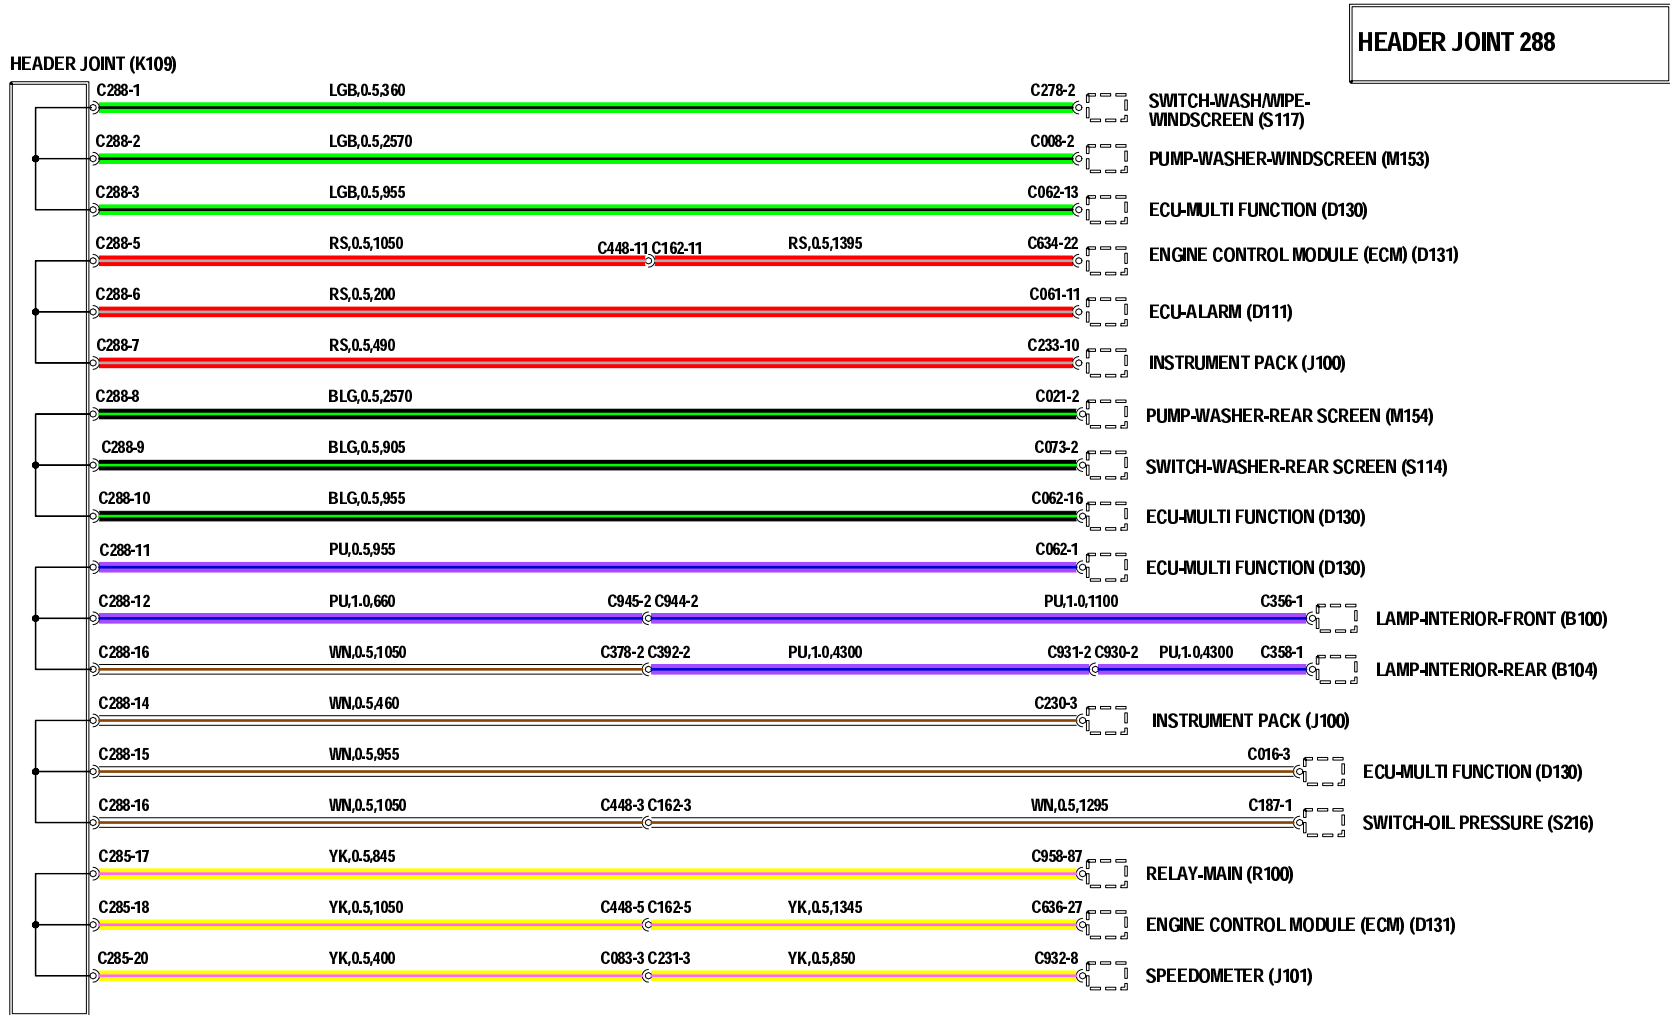 HEADER JOINT 288
HEADER JOINT (K109)
C288-1 LGB,0.5,360 C278-2 SWITCH-WASH/WIPE-
WINDSCREEN (S117)
C288-2 LGB,0.5,2570 C008-2 PUMP-WASHER-WINDSCREEN (M153)
C288-3 LGB,0.5,955 C062-13 ECU-MULTI FUNCTION (D130)
C288-5 RS,0.5,1050 C448-11 C162-11 RS,0.5,1395 C634-22 ENGINE CONTROL MODULE (ECM) (D131)
C288-6 RS,0.5,200 C061-11 ECU-ALARM (D111)
C288-7 RS,0.5,490 C233-10 INSTRUMENT PACK (J100)
C288-8 BLG,0.5,2570 C021-2 PUMP-WASHER-REAR SCREEN (M154)
C288-9 BLG,0.5,905 C073-2 SWITCH-WASHER-REAR SCREEN (S114)
C288-10 BLG,0.5,955 C062-16 ECU-MULTI FUNCTION (D130)
C288-11 PU,0.5,955 C062-1 ECU-MULTI FUNCTION (D130)
C288-12 PU,1.0,660 C945-2 C944-2 PU,1.0,1100 C356-1 LAMP-INTERIOR-FRONT (B100)
C288-16 WN,0.5,1050 C378-2 C392-2 PU,1.0,4300 C931-2 C930-2 PU,1.0,4300 C358-1 LAMP-INTERIOR-REAR (B104)
C288-14 WN,0.5,460 C230-3 INSTRUMENT PACK (J100)
C288-15 WN,0.5,955 C016-3 ECU-MULTI FUNCTION (D130)
C288-16 WN,0.5,1050 C448-3 C162-3 WN,0.5,1295 C187-1 SWITCH-OIL PRESSURE (S216)
C285-17 YK,0.5,845 C958-87 RELAY-MAIN (R100)
C285-18 YK,0.5,1050 C448-5 C162-5 YK,0.5,1345 C636-27 ENGINE CONTROL MODULE (ECM) (D131)
C285-20 YK,0.5,400 C083-3 C231-3 YK,0.5,850 C932-8 SPEEDOMETER (J101)